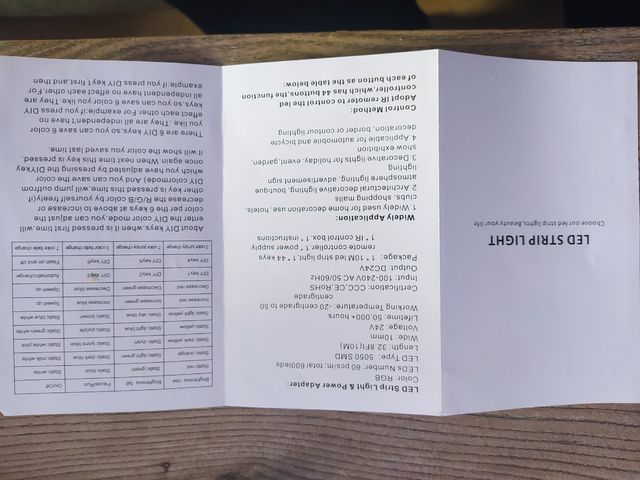 LED STRIP LIGHT
Choose our led strip lights,Beauty your life
LED Strip Light & Power Adapter:
Color: RGB
LEDs Number: 60 pcs/m; total 600leds
LED Type: 5050 SMD
Length: 32.8Ft(10M)
Wide: 10mm
Voltage: 24V
Lifetime: 50,000+ hours
Working Temperature: -20 centigrade to 50
centigrade
Certification: CCC,CE,RoHS
Input: 100-240V AC 50/60Hz
Output: DC24V
Package: 1 * 10M led strip light,1 * 44 keys
remote controller,1 * power supply
1 * IR control box, 1 * instructions
Widely Application:
1.Widely used for home decoration use, hotels,
clubs, shopping malls
2. Architectural decorative lighting, boutique
atmosphere lighting, advertisement sign
lighting
3 Decorative lights for holiday, event, garden,
show exhibition
4. Applicable for automobile and bicycle
decoration, border or contour lighting
Control Method:
Adopt IR remoter to control the led
controller,which has 44 buttons, the function
of each button as the table below:
Brightness rise Brightness fall Pause/Run On/Off
Static red Static green Static blue Static white
Static orange Static light green Static dark blue Static milk white
Static dark yellow Static cyan Static lyons blue Static white pink
Static yellow Static light blue Static purple Static green white
Static light yellow Static sky blue Static brown Static blue white
Increase red Increase green Increase blue Speed up
Decrease red Decrease green Decrease blue Speed-up
DIY key1 DIY key2 DIY key3 Automaticchange
DIY key4 DIY key5 DIY key6 Flash on and off
3 color jump change 7 color jump change 3 color fade change 7 color fade change
About DIY keys,when it is pressed first time,will
enter the DIY color mode,you can adjust the
color per the 6 keys at above to increase or
decrease the R/G/B color by yourself freely(if
other key is pressed this time,will jump outfrom
DIY colormode),And you can save the color
which you have adjusted by pressing the DIYkey
once again. When next time this key is pressed,
it will show the color you saved last time.
There are 6 DIY keys,so you can save 6 color
you like .They are all independent't have no
effect each other.For example:if you press DIY
keys,so you can save 6 color you like.They are
all independent have no effect each other. For
example:if you press DIY key1 first,and then